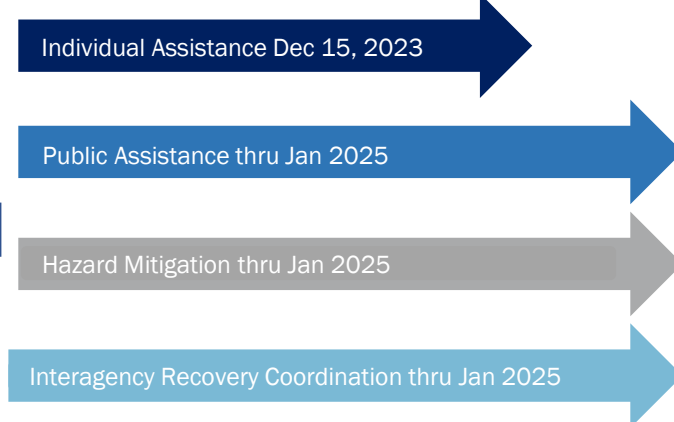 Individual Assistance Dec 15, 2023
Public Assistance thru Jan 2025
Hazard Mitigation thru Jan 2025
Interagency Recovery Coordination thru Jan 2025